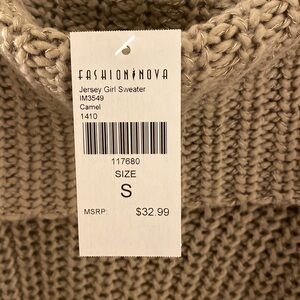 FASHION NOVA
Jersey Girl Sweater
IM3549
Camel
1410
117680
SIZE
S
MSRP: $32.99